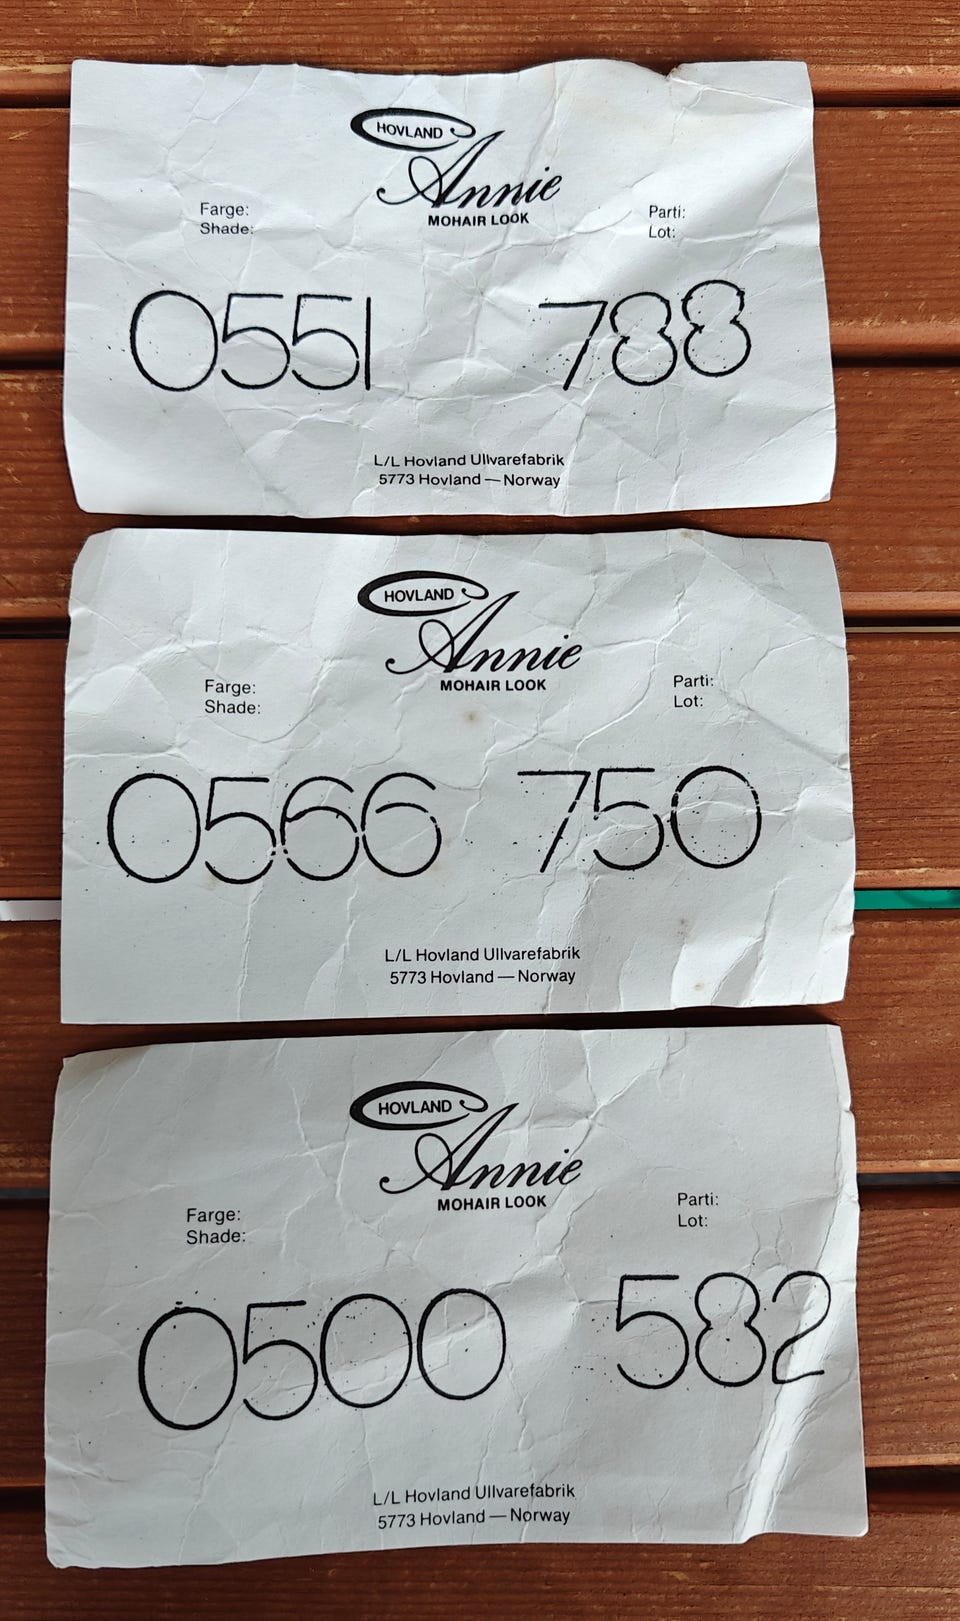 HOVLAND
Annie
MOHAIR LOOK
Farge:
Shade:
Parti:
Lot:
0551 788
L/L Hovland Ullvarefabrik
5773 Hovland — Norway
HOVLAND
Annie
MOHAIR LOOK
Farge:
Shade:
Parti:
Lot:
0566 750
L/L Hovland Ullvarefabrik
5773 Hovland — Norway
HOVLAND
Annie
MOHAIR LOOK
Farge:
Shade:
Parti:
Lot:
0500 582
L/L Hovland Ullvarefabrik
5773 Hovland — Norway